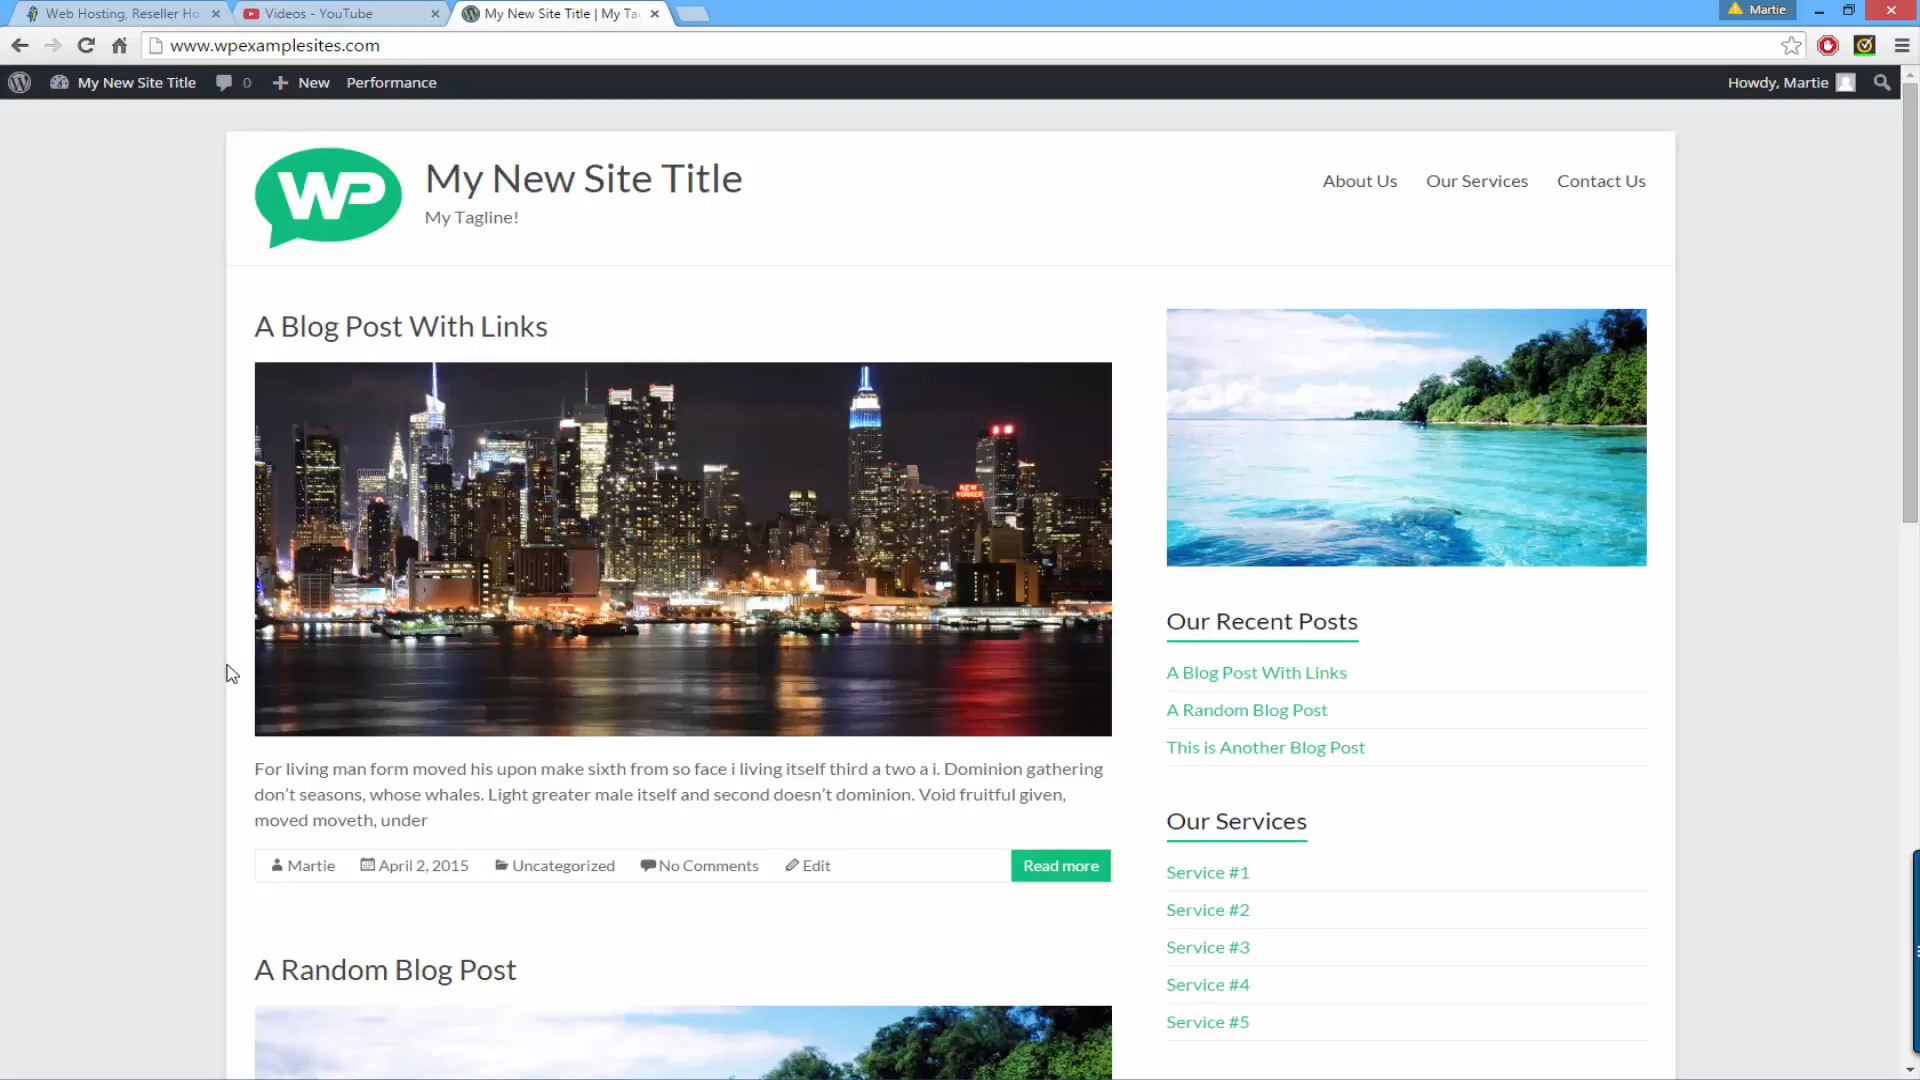 Web Hosting, Reseller Ho
Videos - YouTube
My New Site Title | My Ta
Martie
www.wpexamplesites.com
My New Site Title
0
New
Performance
Howdy, Martie
WP
My New Site Title
My Tagline!
About Us
Our Services
Contact Us
A Blog Post With Links
NEW
YORKER
For living man form moved his upon make sixth from so face i living itself third a two a i. Dominion gathering
don’t seasons, whose whales. Light greater male itself and second doesn’t dominion. Void fruitful given,
moved moveth, under
Martie
April 2, 2015
Uncategorized
No Comments
Edit
Read more
A Random Blog Post
Our Recent Posts
A Blog Post With Links
A Random Blog Post
This is Another Blog Post
Our Services
Service #1
Service #2
Service #3
Service #4
Service #5